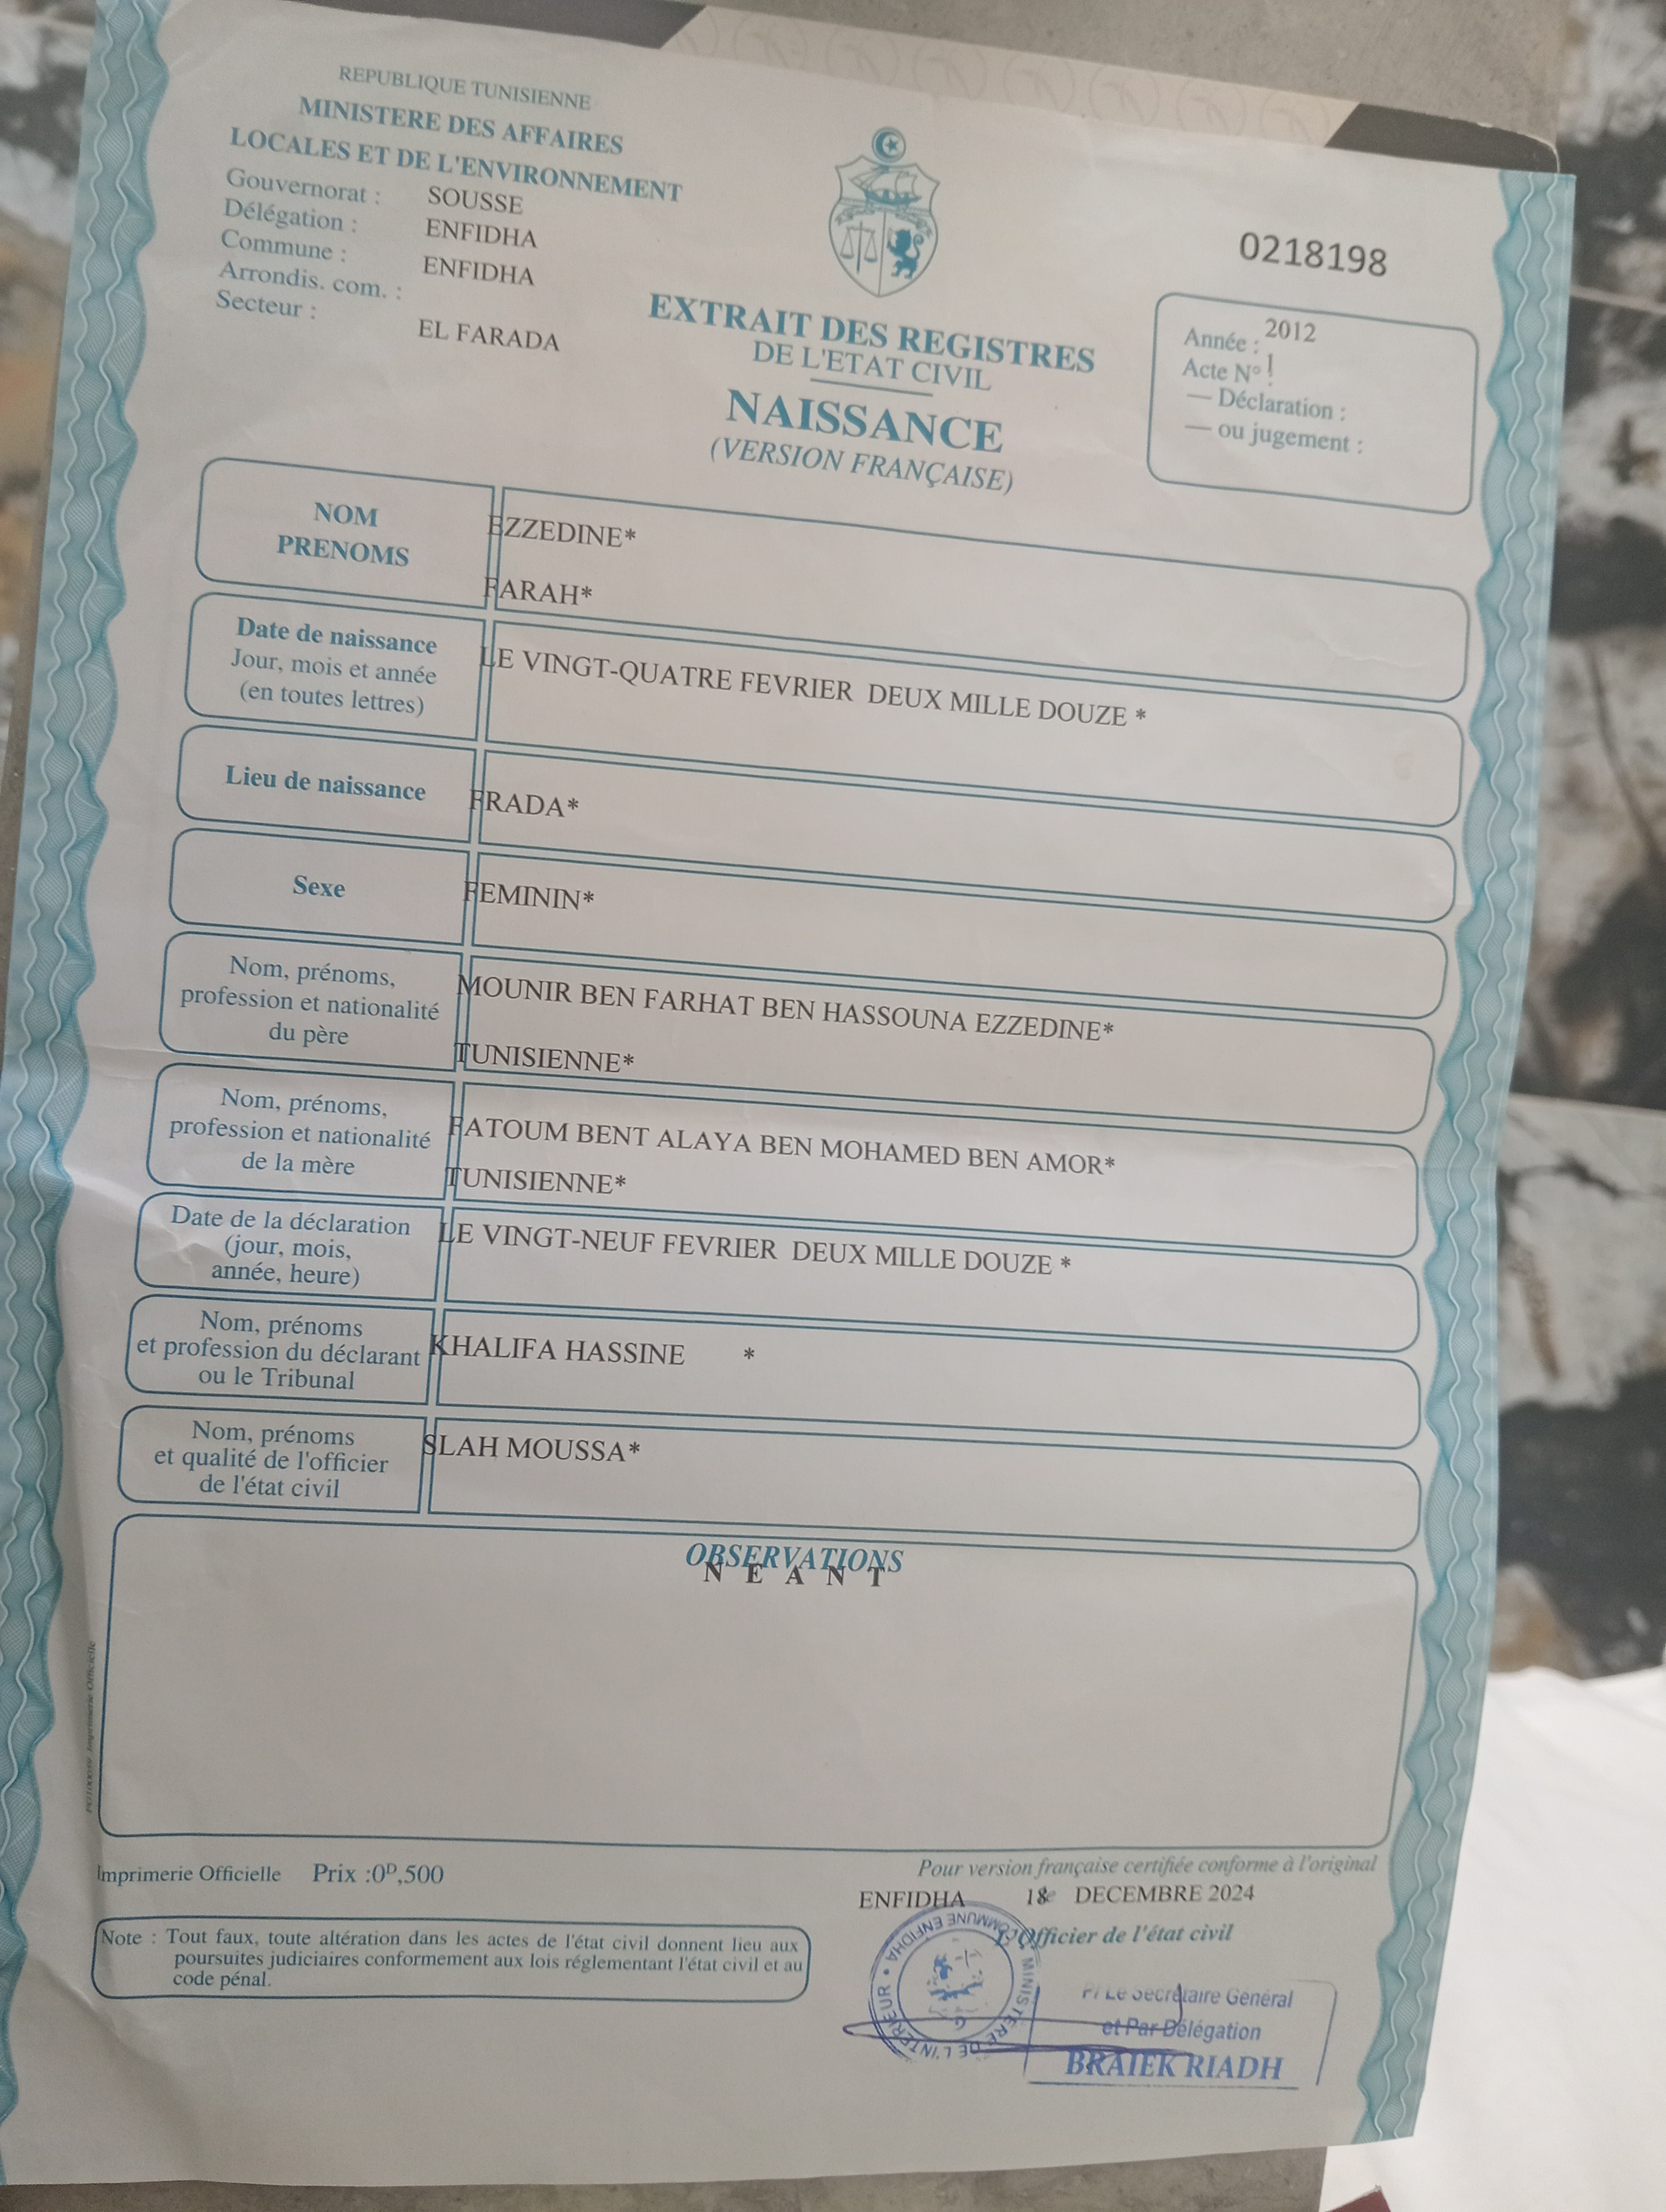 REPUBLIQUE TUNISIENNE
MINISTERE DES AFFAIRES
LOCALES ET DE L'ENVIRONNEMENT
Gouvernorat : SOUSSE
Délégation : ENFIDHA
Commune : ENFIDHA
Arrondis. com. :
Secteur : EL FARADA
0218198
EXTRAIT DES REGISTRES
DE L'ETAT CIVIL
NAISSANCE
(VERSION FRANÇAISE)
Année : 2012
Acte N°
— Déclaration :
— ou jugement :
NOM
PRENOMS
EZZEDINE*
FARAH*
Date de naissance
Jour, mois et année
(en toutes lettres)
LE VINGT-QUATRE FEVRIER DEUX MILLE DOUZE *
Lieu de naissance
FRADA*
Sexe
FEMININ*
Nom, prénoms,
profession et nationalité
du père
MOUNIR BEN FARHAT BEN HASSOUNA EZZEDINE*
TUNISIENNE*
Nom, prénoms,
profession et nationalité
de la mère
FATOUM BENT ALAYA BEN MOHAMED BEN AMOR*
TUNISIENNE*
Date de la déclaration
(jour, mois,
année, heure)
LE VINGT-NEUF FEVRIER DEUX MILLE DOUZE *
Nom, prénoms
et profession du déclarant
ou le Tribunal
KHALIFA HASSINE *
Nom, prénoms
et qualité de l'officier
de l'état civil
SLAH MOUSSA*
OBSERVATIONS
N E A N T
Imprimerie Officielle Prix :0ᴰ,500
Note : Tout faux, toute altération dans les actes de l'état civil donnent lieu aux
poursuites judiciaires conformement aux lois réglementant l'état civil et au
code pénal.
Pour version française certifiée conforme à l'original
ENFIDHA 18 DECEMBRE 2024
L'Officier de l'état civil
COMMUNE ENFIDHA • MINISTERE DE L'INTERIEUR •
P/ Le Secrétaire Général
et Par Délégation
BRAIEK RIADH